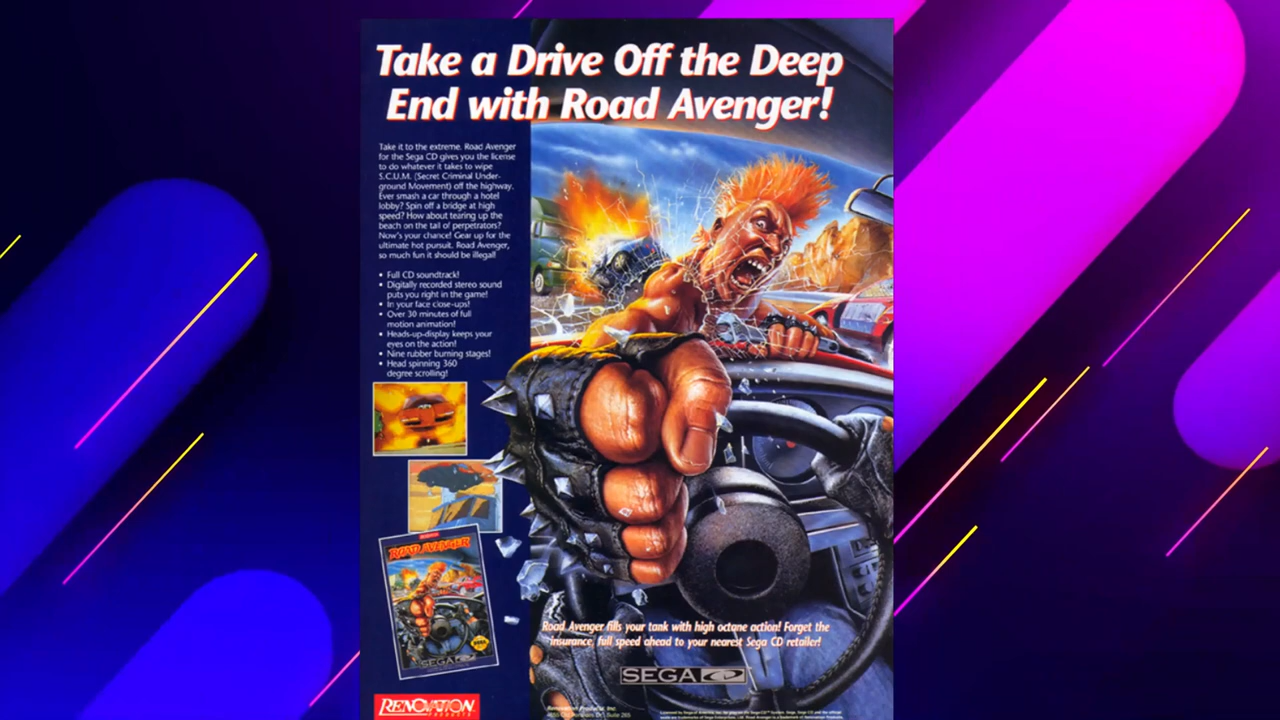 Take a Drive Off the Deep
End with Road Avenger!
Take it to the extreme. Road Avenger
for the Sega CD gives you the license
to do whatever it takes to wipe
S.C.U.M. (Secret Criminal Under-
ground Movement) off the highway.
Ever smash a car through a hotel
lobby? Spin off a bridge at high
speed? How about tearing up the
beach on the tail of perpetrators?
Now's your chance! Gear up for the
ultimate hot pursuit. Road Avenger,
so much fun it should be illegal!
• Full CD soundtrack!
• Digitally recorded stereo sound
puts you right in the game!
• In your face close-ups!
• Over 30 minutes of full
motion animation!
• Heads-up-display keeps your
eyes on the action!
• Nine rubber burning stages!
• Head spinning 360
degree scrolling!
ROAD AVENGER
SEGA
SEGA CD
Road Avenger fills your tank with high octane action! Forget the
insurance, full speed ahead to your nearest Sega CD retailer!
SEGA CD
RENOVATION
PRODUCTS
Renovation Products, Inc.